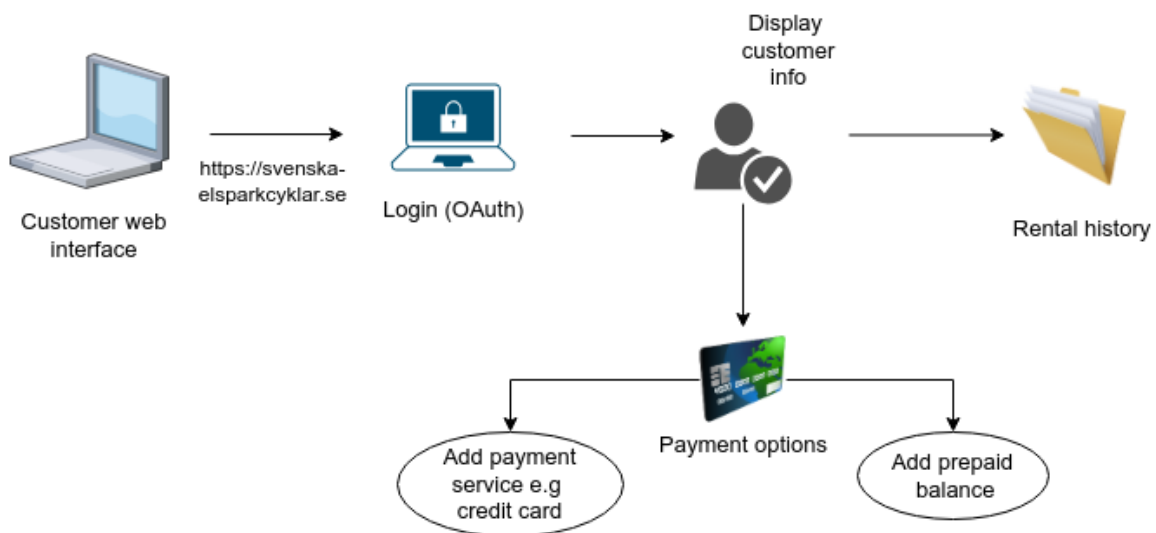 Display
customer
info
https://svenska-
elsparkcyklar.se
Customer web
interface
Login (OAuth)
Rental history
Payment options
Add payment
service e.g
credit card
Add prepaid
balance